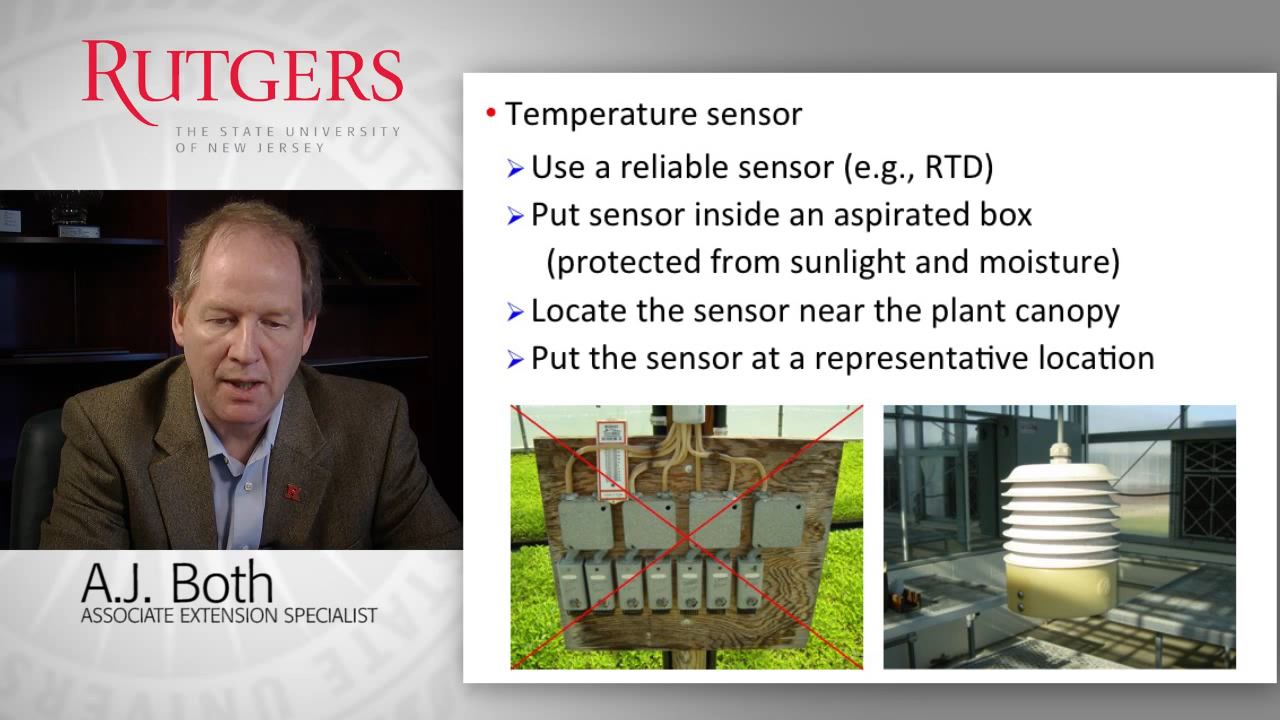 RUTGERS
THE STATE UNIVERSITY
OF NEW JERSEY
• Temperature sensor
➢ Use a reliable sensor (e.g., RTD)
➢ Put sensor inside an aspirated box
(protected from sunlight and moisture)
➢ Locate the sensor near the plant canopy
➢ Put the sensor at a representative location
A.J. Both
ASSOCIATE EXTENSION SPECIALIST